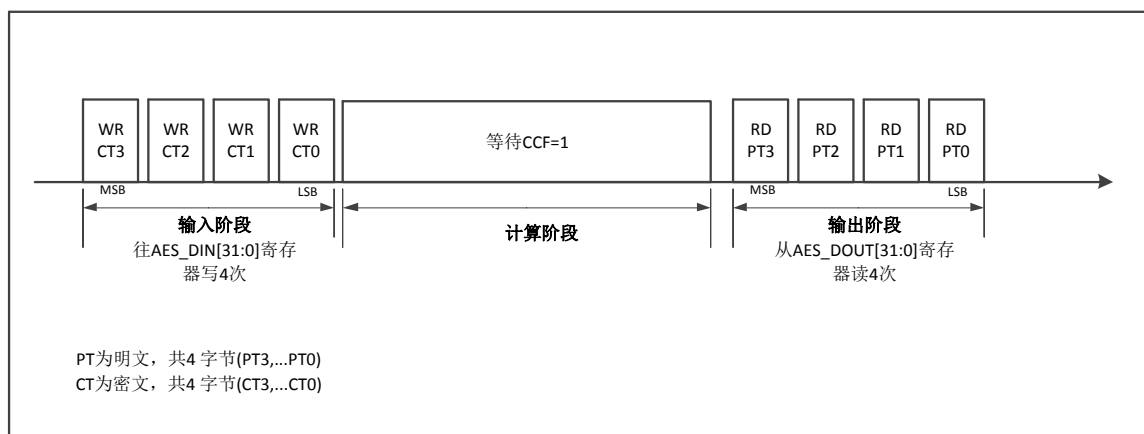 WR
CT3
WR
CT2
WR
CT1
WR
CT0
等待CCF=1
RD
PT3
RD
PT2
RD
PT1
RD
PT0
MSB
LSB
MSB
LSB
输入阶段
往AES_DIN[31:0]寄存
器写4次
计算阶段
输出阶段
从AES_DOUT[31:0]寄存
器读4次
PT为明文，共4 字节(PT3,...PT0)
CT为密文，共4 字节(CT3,...CT0)